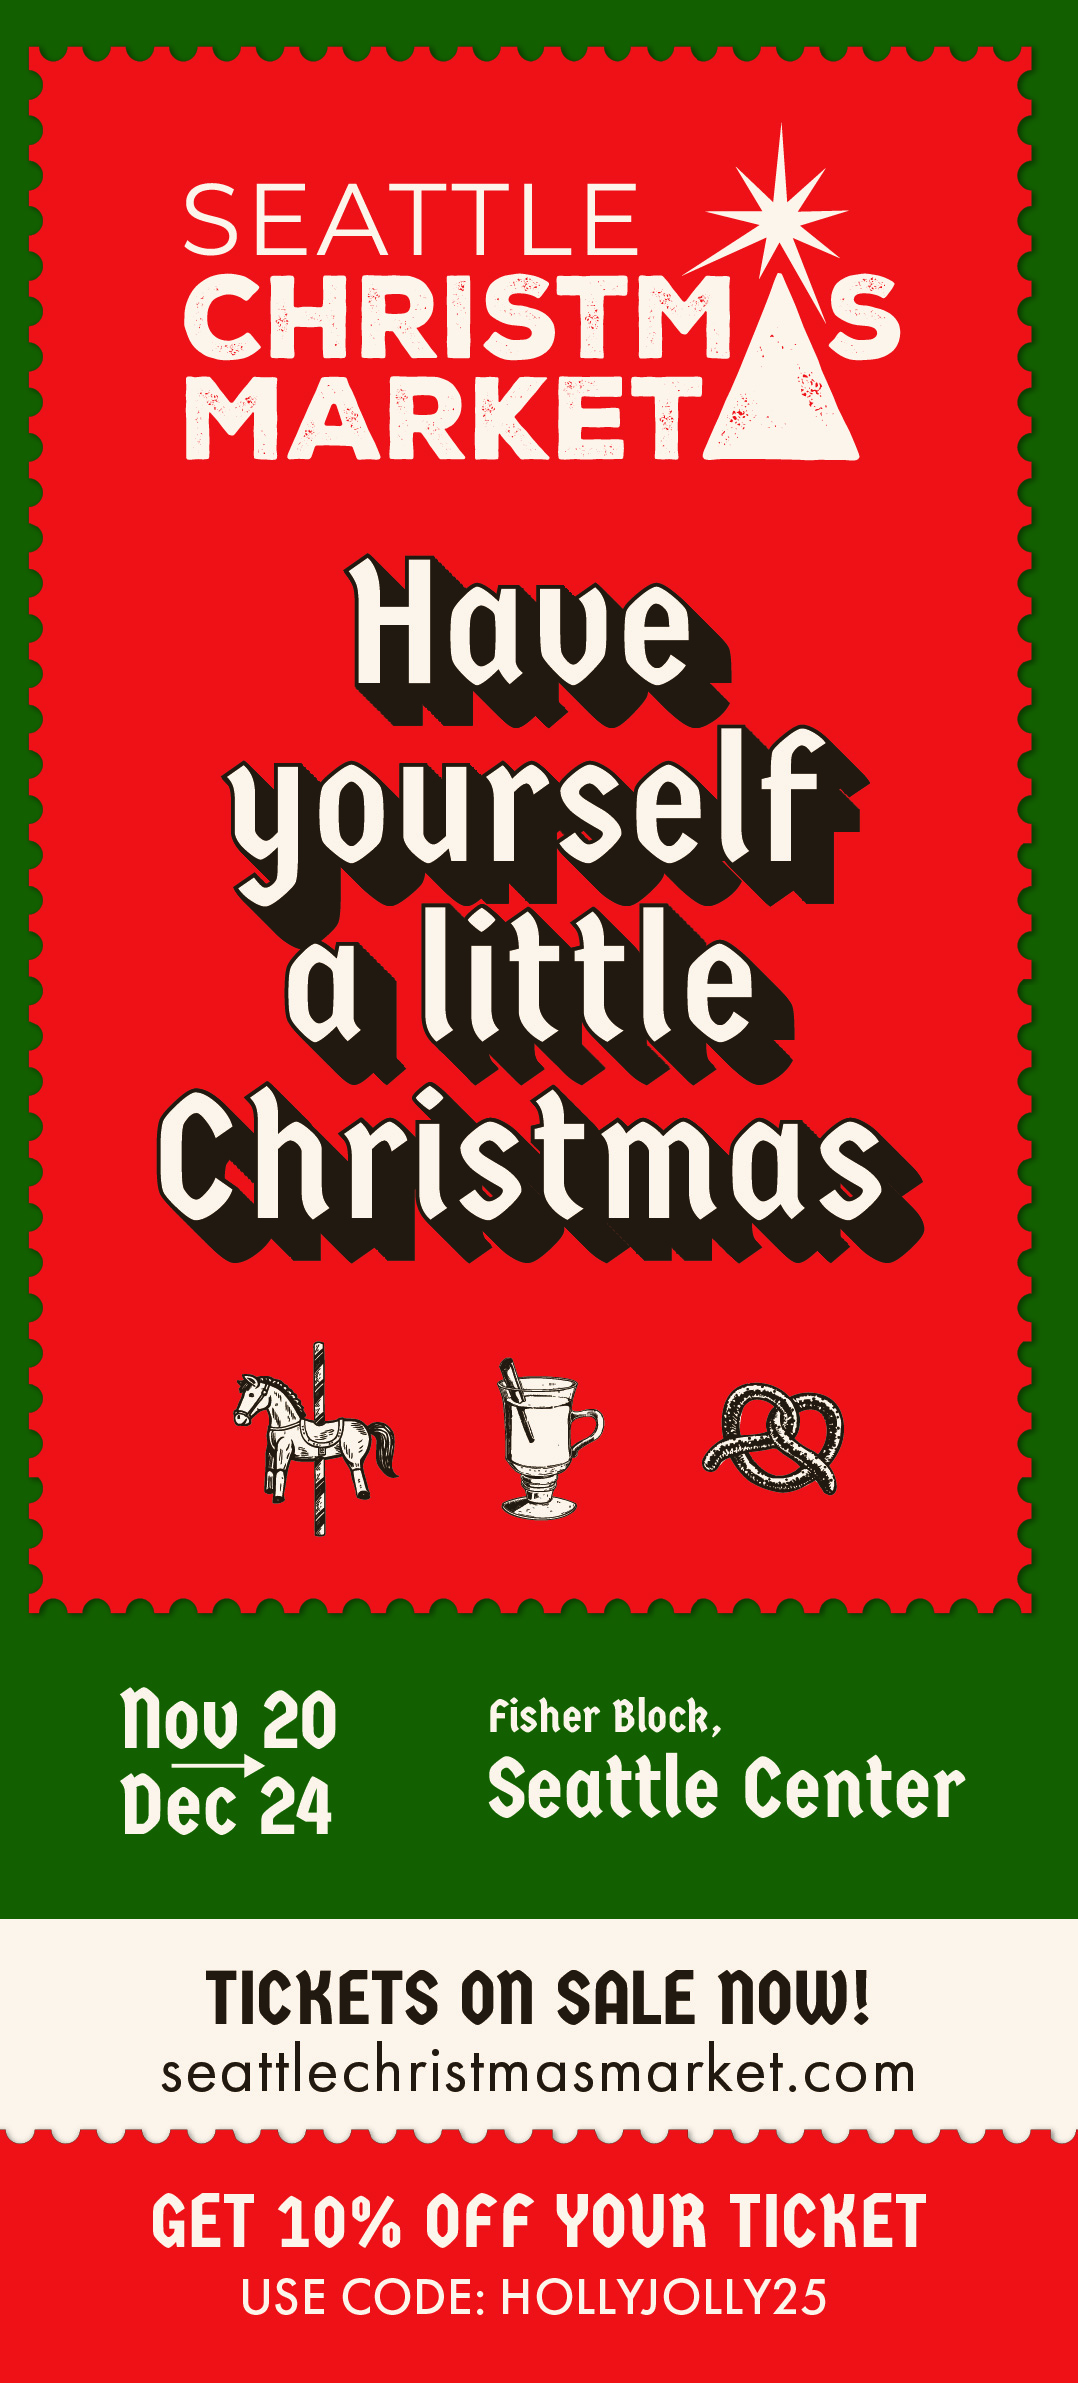 SEATTLE
CHRISTMAS
MARKET
Have
yourself
a little
Christmas
Nov 20
Dec 24
Fisher Block,
Seattle Center
TICKETS ON SALE NOW!
seattlechristmasmarket.com
GET 10% OFF YOUR TICKET
USE CODE: HOLLYJOLLY25